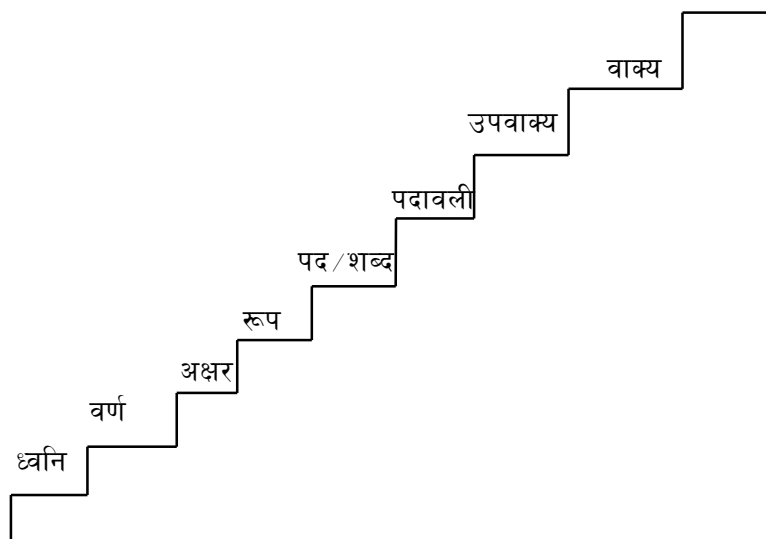 वाक्य
उपवाक्य
पदावली
पद/शब्द
रूप
अक्षर
वर्ण
ध्वनि